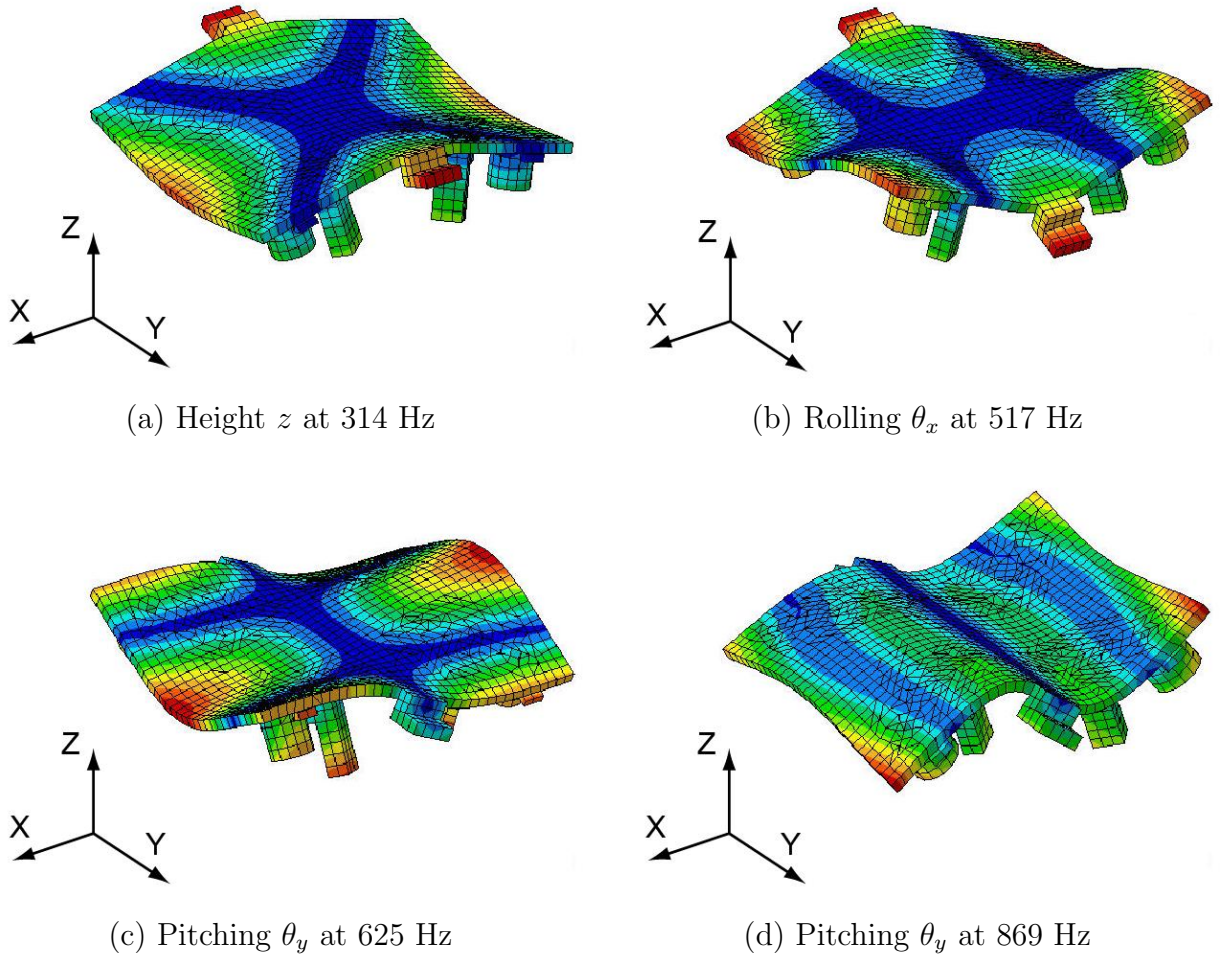 Z
Z
X
Y
X
Y
(a) Height z at 314 Hz
(b) Rolling θx at 517 Hz
Z
Z
X
Y
X
Y
(c) Pitching θy at 625 Hz
(d) Pitching θy at 869 Hz